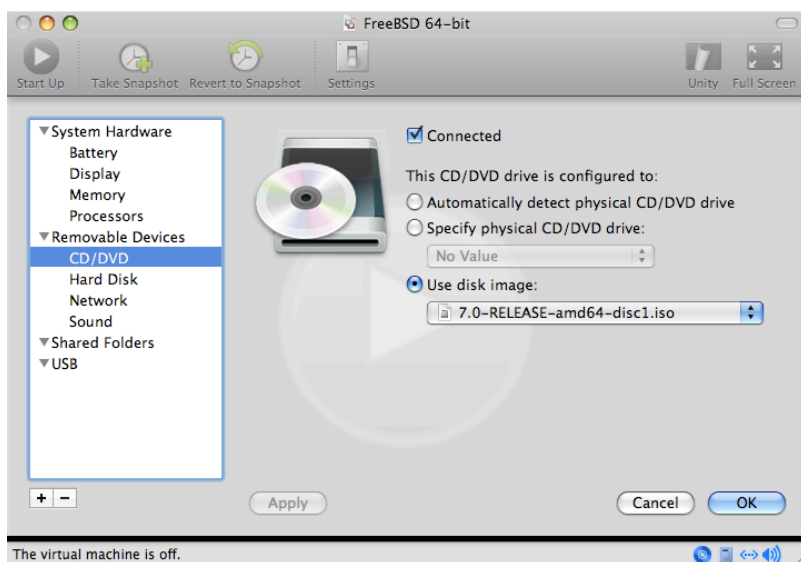 FreeBSD 64-bit
Start Up Take Snapshot Revert to Snapshot Settings Unity Full Screen
System Hardware
Battery
Display
Memory
Processors
Removable Devices
CD/DVD
Hard Disk
Network
Sound
Shared Folders
USB
Connected
This CD/DVD drive is configured to:
Automatically detect physical CD/DVD drive
Specify physical CD/DVD drive:
No Value
Use disk image:
7.0-RELEASE-amd64-disc1.iso
+ −
Apply Cancel OK
The virtual machine is off.